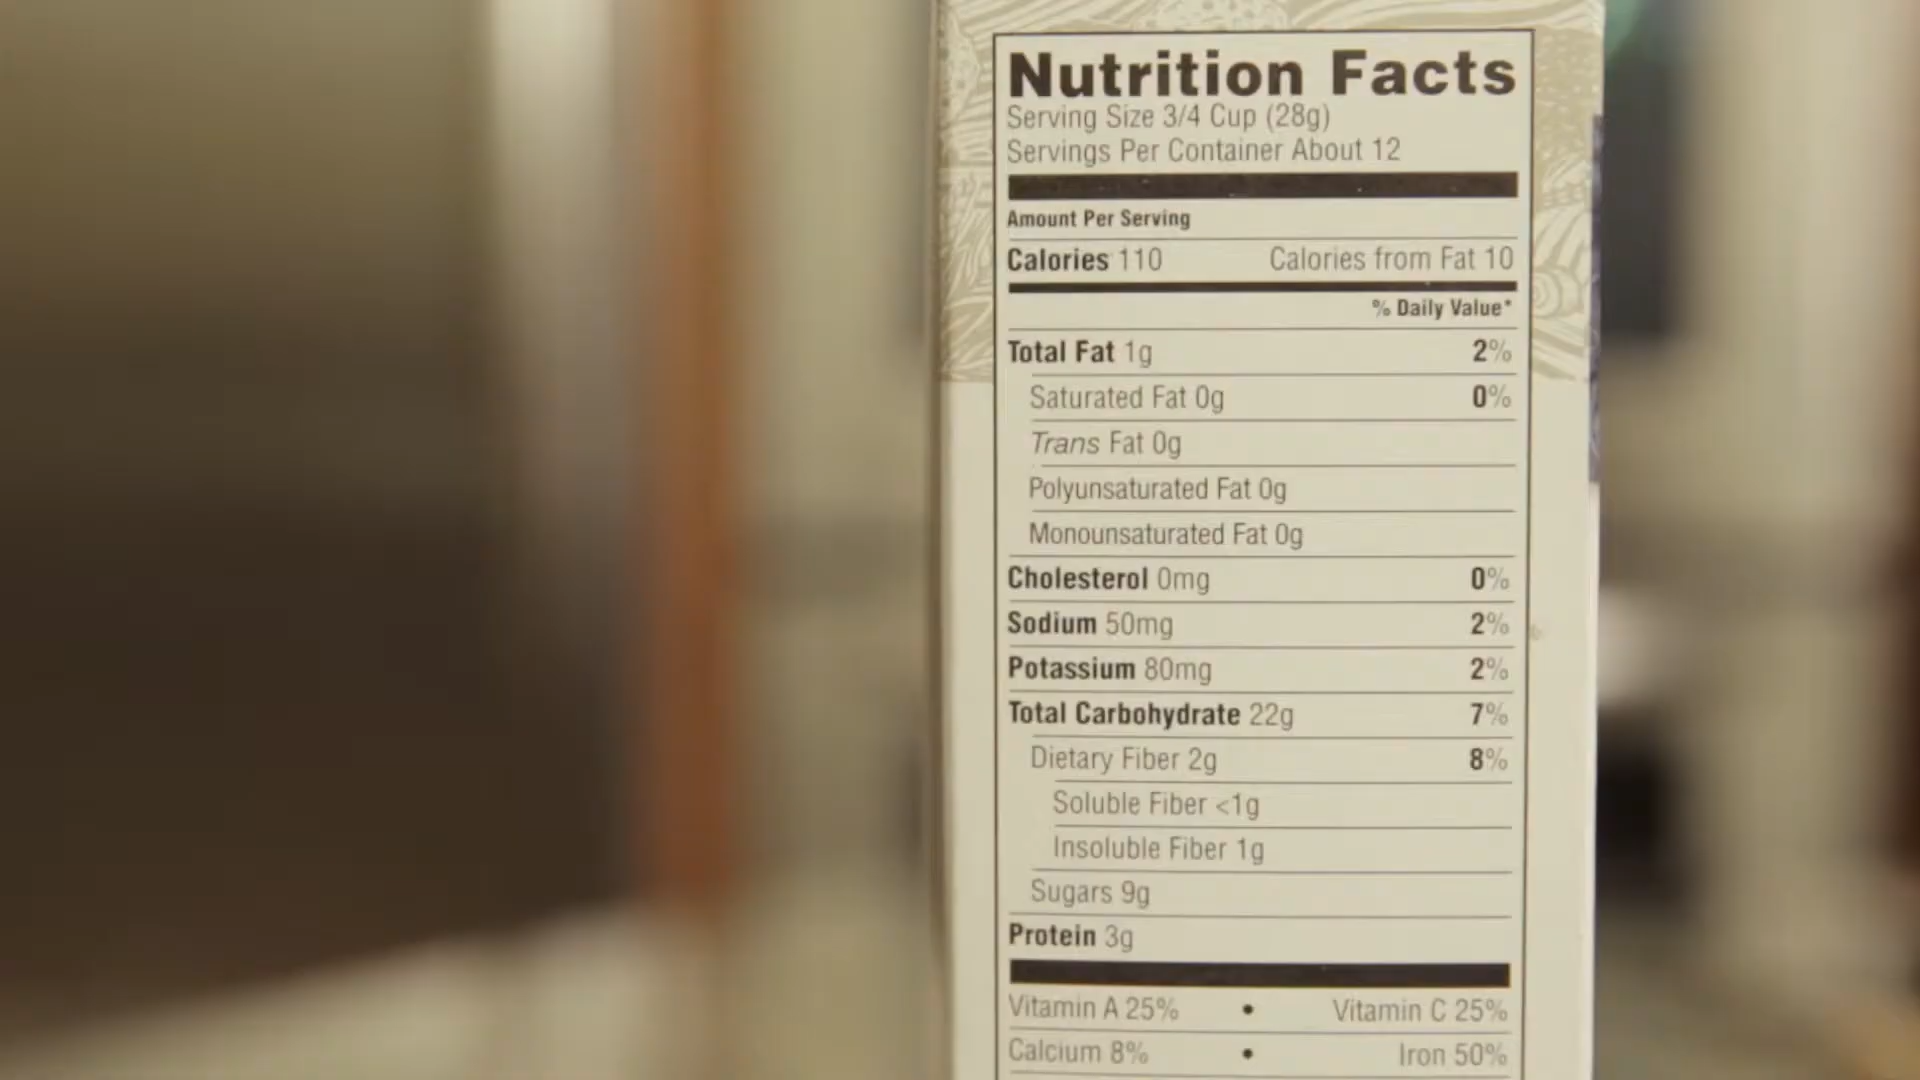 Nutrition Facts
Serving Size 3/4 Cup (28g)
Servings Per Container About 12
Amount Per Serving
Calories 110 Calories from Fat 10
% Daily Value*
Total Fat 1g 2%
Saturated Fat 0g 0%
Trans Fat 0g
Polyunsaturated Fat 0g
Monounsaturated Fat 0g
Cholesterol 0mg 0%
Sodium 50mg 2%
Potassium 80mg 2%
Total Carbohydrate 22g 7%
Dietary Fiber 2g 8%
Soluble Fiber <1g
Insoluble Fiber 1g
Sugars 9g
Protein 3g
Vitamin A 25% • Vitamin C 25%
Calcium 8% • Iron 50%